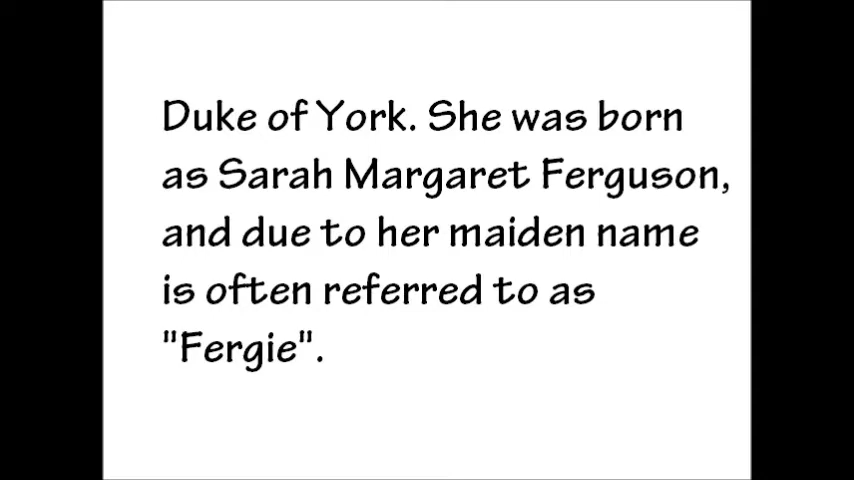 Duke of York. She was born
as Sarah Margaret Ferguson,
and due to her maiden name
is often referred to as
"Fergie".